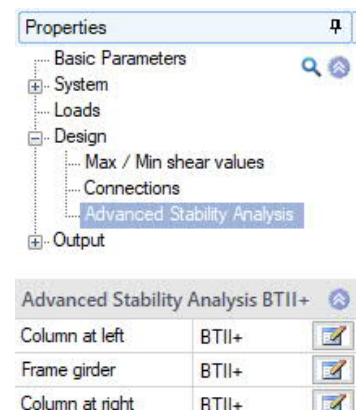 Properties
Basic Parameters
System
Loads
Design
Max / Min shear values
Connections
Advanced Stability Analysis
Output
Advanced Stability Analysis BTII+
Column at left BTII+
Frame girder BTII+
Column at right BTII+